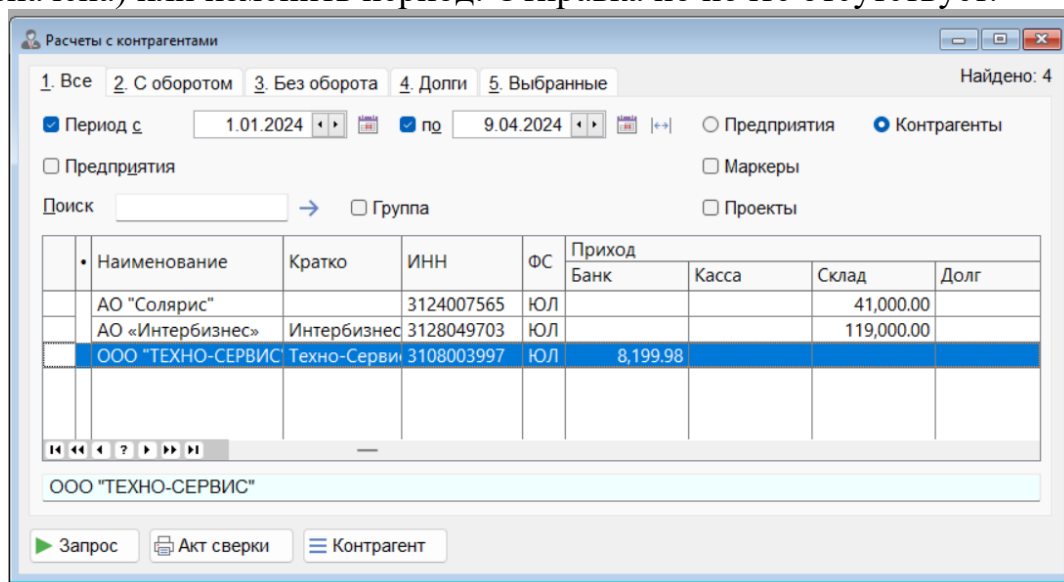 или изменить период.
Расчеты с контрагентами
1. Все 2. С оборотом 3. Без оборота 4. Долги 5. Выбранные Найдено: 4
Период с 1.01.2024 по 9.04.2024 Предприятия Контрагенты
Предприятия Маркеры
Поиск Группа Проекты
• Наименование Кратко ИНН ФС Приход
Банк Касса Склад Долг
АО "Солярис" 3124007565 ЮЛ 41,000.00
АО «Интербизнес» Интербизнес 3128049703 ЮЛ 119,000.00
ООО "ТЕХНО-СЕРВИС" Техно-Серви 3108003997 ЮЛ 8,199.98
?
ООО "ТЕХНО-СЕРВИС"
Запрос Акт сверки Контрагент